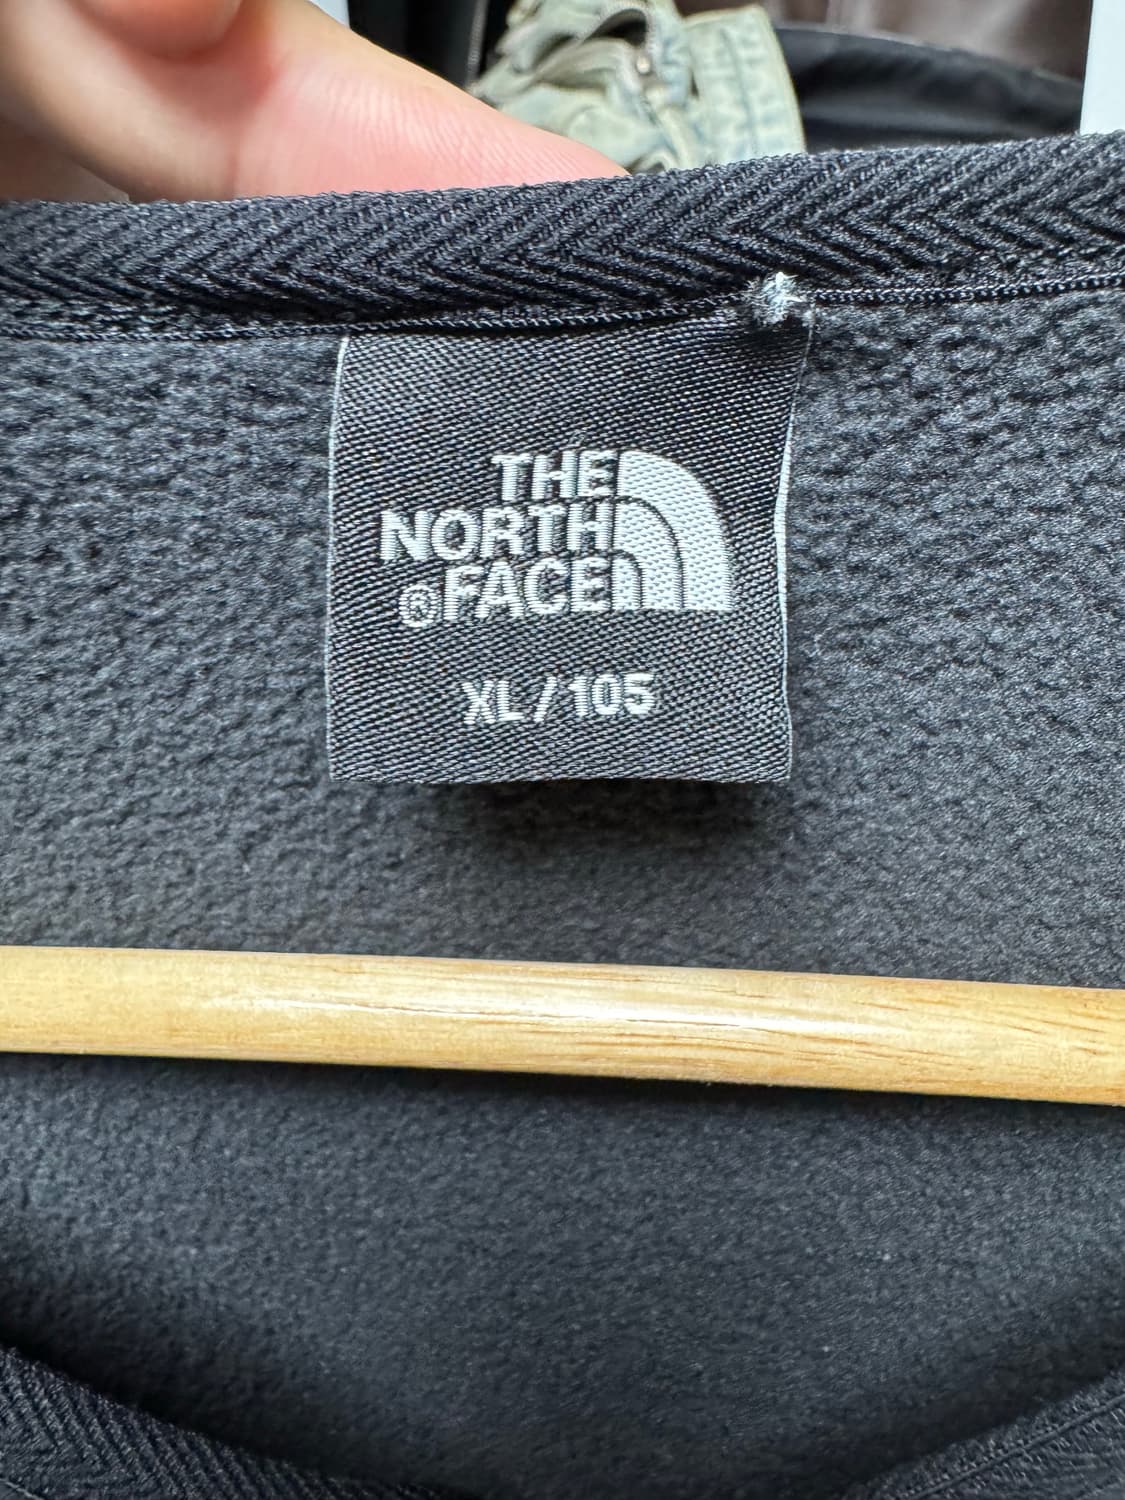 THE
NORTH
®FACE
XL/105